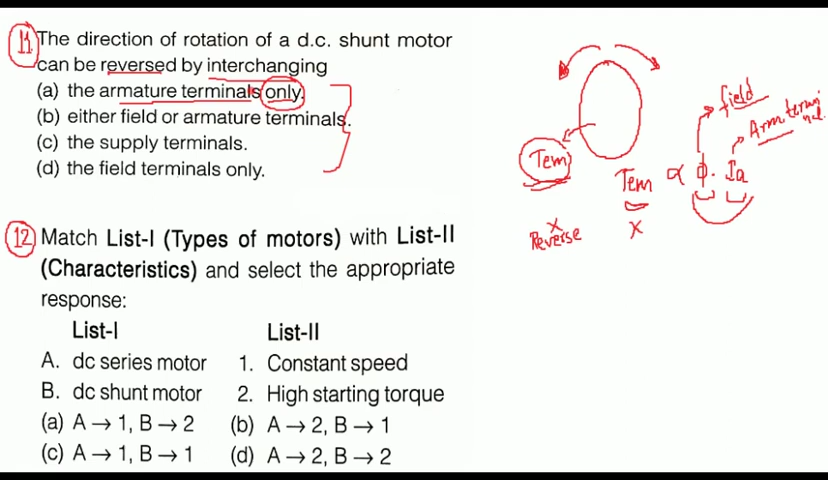 11 The direction of rotation of a d.c. shunt motor
can be reversed by interchanging
(a) the armature terminals only.
(b) either field or armature terminals.
(c) the supply terminals.
(d) the field terminals only.
Tem
Tem ∝ φ. Ia
field
Arm terminal.
x
Reverse
x
12 Match List-I (Types of motors) with List-II
(Characteristics) and select the appropriate
response:
List-I List-II
A. dc series motor 1. Constant speed
B. dc shunt motor 2. High starting torque
(a) A → 1, B → 2 (b) A → 2, B → 1
(c) A → 1, B → 1 (d) A → 2, B → 2